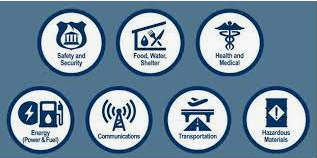 Safety and
Security
Food, Water,
Shelter
Health and
Medical
Energy
(Power & Fuel)
Communications
Transportation
Hazardous
Materials